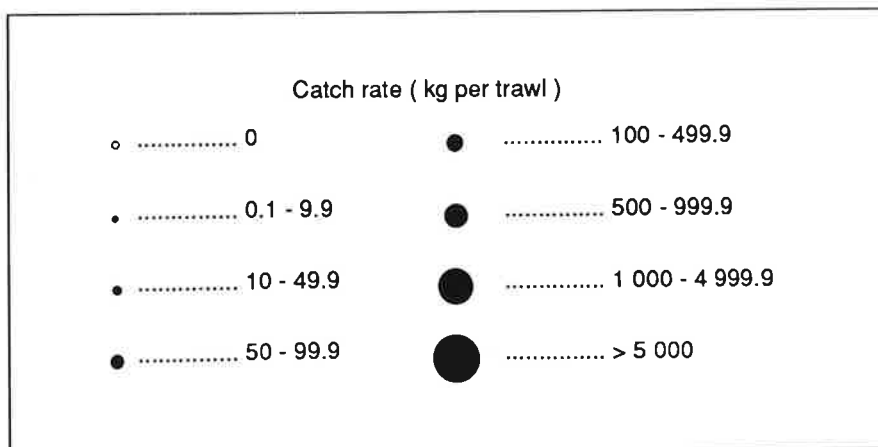 Catch rate ( kg per trawl )
.............. 0
.............. 0.1 - 9.9
.............. 10 - 49.9
.............. 50 - 99.9
.............. 100 - 499.9
.............. 500 - 999.9
.............. 1 000 - 4 999.9
.............. > 5 000